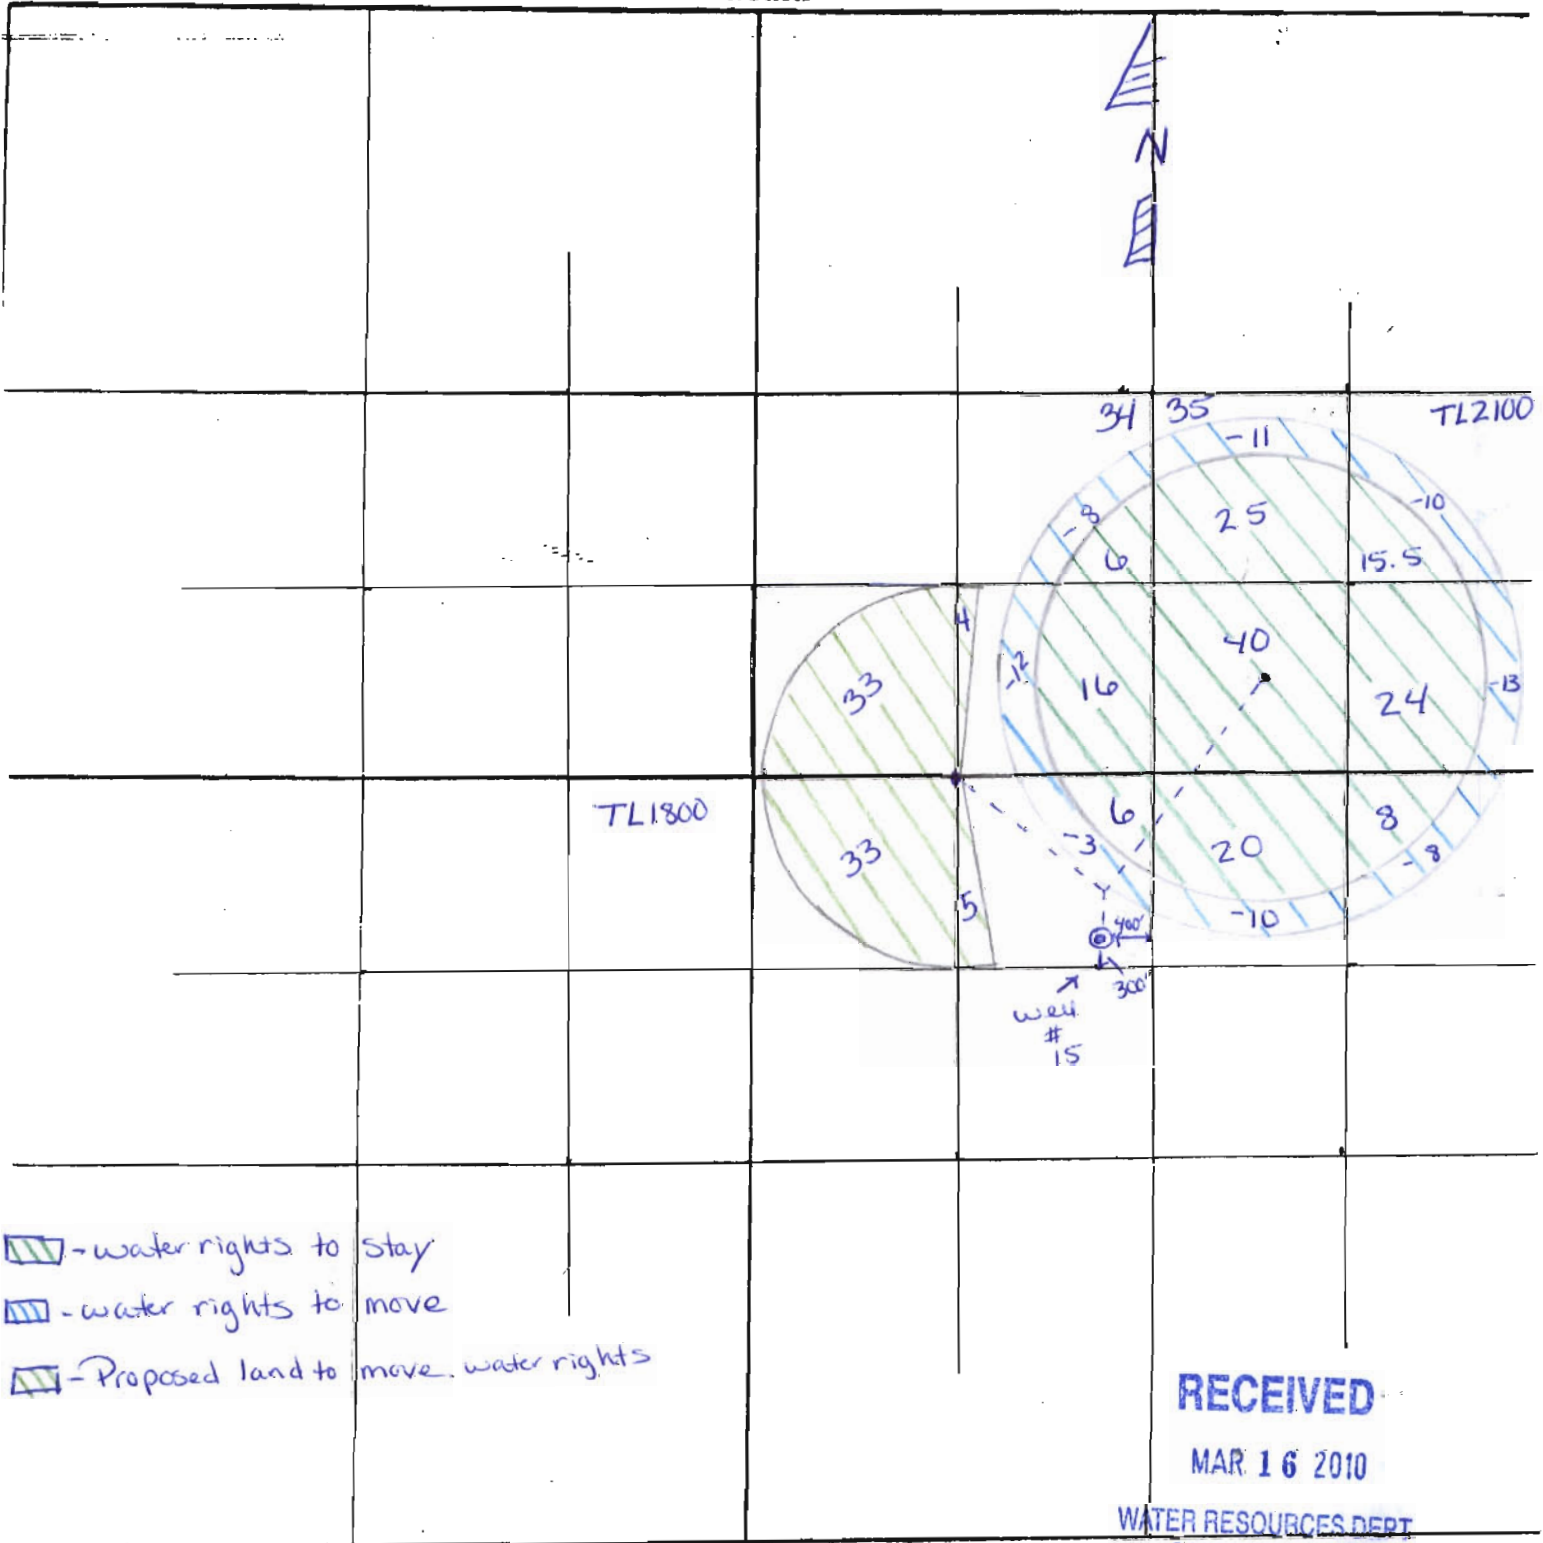 N
34 35
TL2100
-11
-8
-10
25
6
15.5
4
40
-12
33
16
24
-13
TL1800
6
8
33
-3
20
-8
5
-10
400'
300'
well
#
15
- water rights to stay
- water rights to move
- Proposed land to move water rights
RECEIVED
MAR 16 2010
WATER RESOURCES DEPT